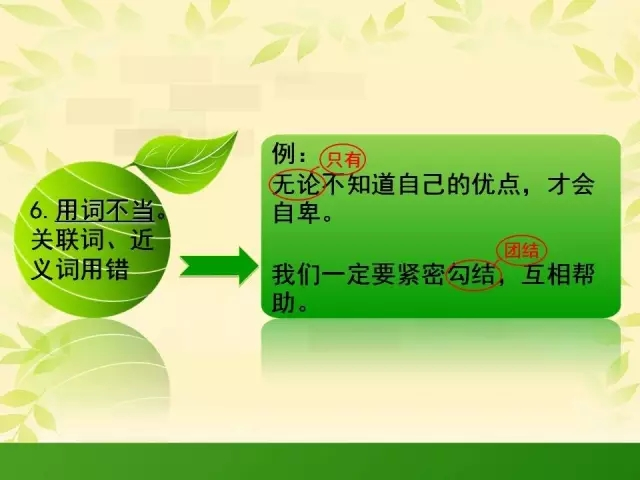 6.用词不当。
关联词、近
义词用错
例：
只有
无论不知道自己的优点，才会
自卑。
团结
我们一定要紧密勾结，互相帮
助。